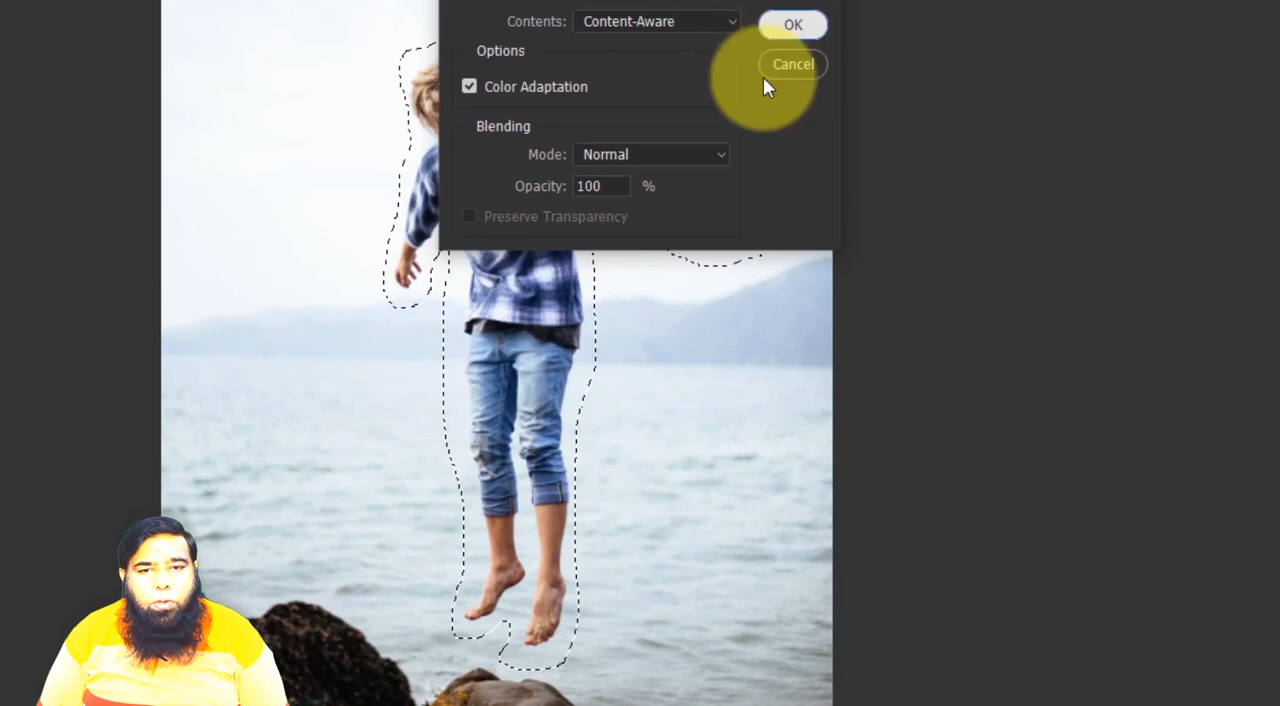 Contents: Content-Aware
OK
Options
Cancel
Color Adaptation
Blending
Mode: Normal
Opacity: 100 %
Preserve Transparency